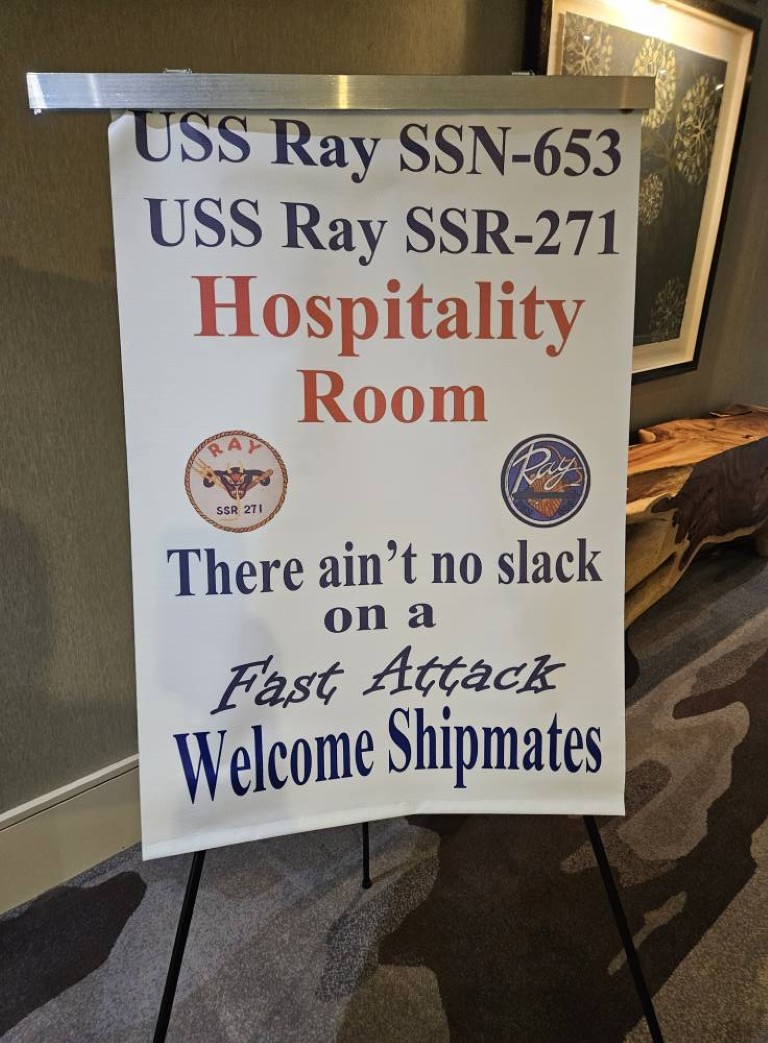 USS Ray SSN-653
USS Ray SSR-271
Hospitality
Room
RAY
SSR 271
Ray
There ain't no slack
on a
Fast Attack
Welcome Shipmates